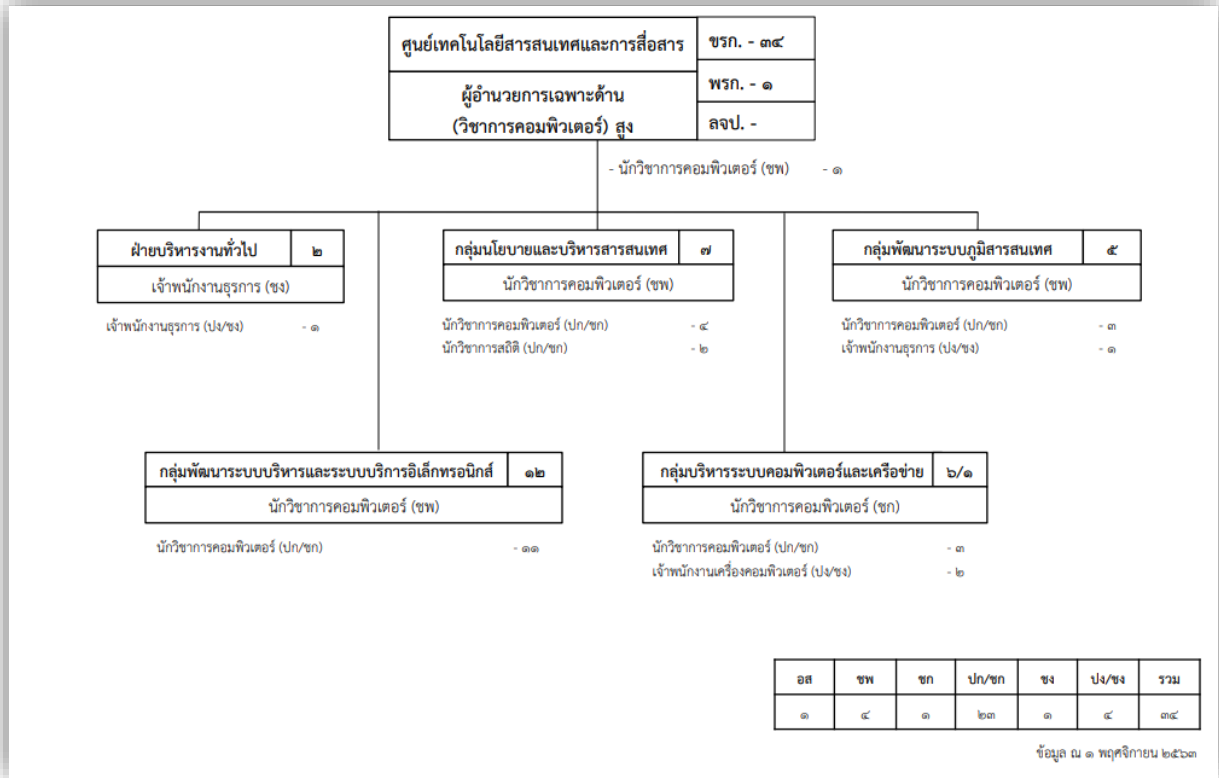 ศูนย์เทคโนโลยีสารสนเทศและการสื่อสาร
ขรก. - ๓๔
ผู้อำนวยการเฉพาะด้าน
(วิชาการคอมพิวเตอร์) สูง
พรก. - ๑
ลจป. -
- นักวิชาการคอมพิวเตอร์ (ชพ) - ๑
ฝ่ายบริหารงานทั่วไป ๒
เจ้าพนักงานธุรการ (ชง)
เจ้าพนักงานธุรการ (ปง/ชง) - ๑
กลุ่มนโยบายและบริหารสารสนเทศ ๗
นักวิชาการคอมพิวเตอร์ (ชพ)
นักวิชาการคอมพิวเตอร์ (ปก/ชก) - ๔
นักวิชาการสถิติ (ปก/ชก) - ๒
กลุ่มพัฒนาระบบภูมิสารสนเทศ ๕
นักวิชาการคอมพิวเตอร์ (ชพ)
นักวิชาการคอมพิวเตอร์ (ปก/ชก) - ๓
เจ้าพนักงานธุรการ (ปง/ชง) - ๑
กลุ่มพัฒนาระบบบริหารและระบบบริการอิเล็กทรอนิกส์ ๑๒
นักวิชาการคอมพิวเตอร์ (ชพ)
นักวิชาการคอมพิวเตอร์ (ปก/ชก) - ๑๑
กลุ่มบริหารระบบคอมพิวเตอร์และเครือข่าย ๖/๑
นักวิชาการคอมพิวเตอร์ (ชก)
นักวิชาการคอมพิวเตอร์ (ปก/ชก) - ๓
เจ้าพนักงานเครื่องคอมพิวเตอร์ (ปง/ชง) - ๒
อส ชพ ชก ปก/ชก ชง ปง/ชง รวม
๑ ๔ ๑ ๒๓ ๑ ๔ ๓๔
ข้อมูล ณ ๑ พฤศจิกายน ๒๕๖๓